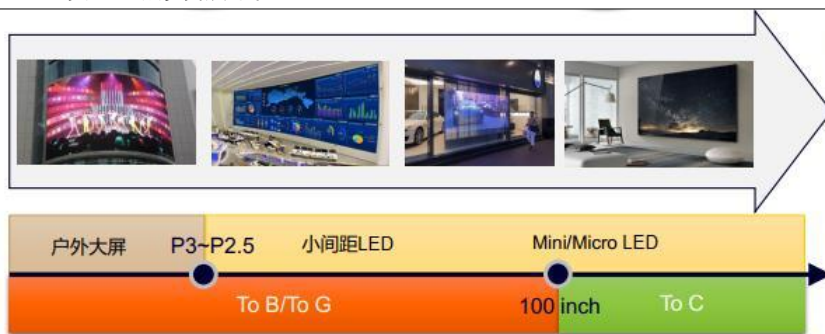 户外大屏 P3~P2.5 小间距LED Mini/Micro LED
To B/To G 100 inch To C